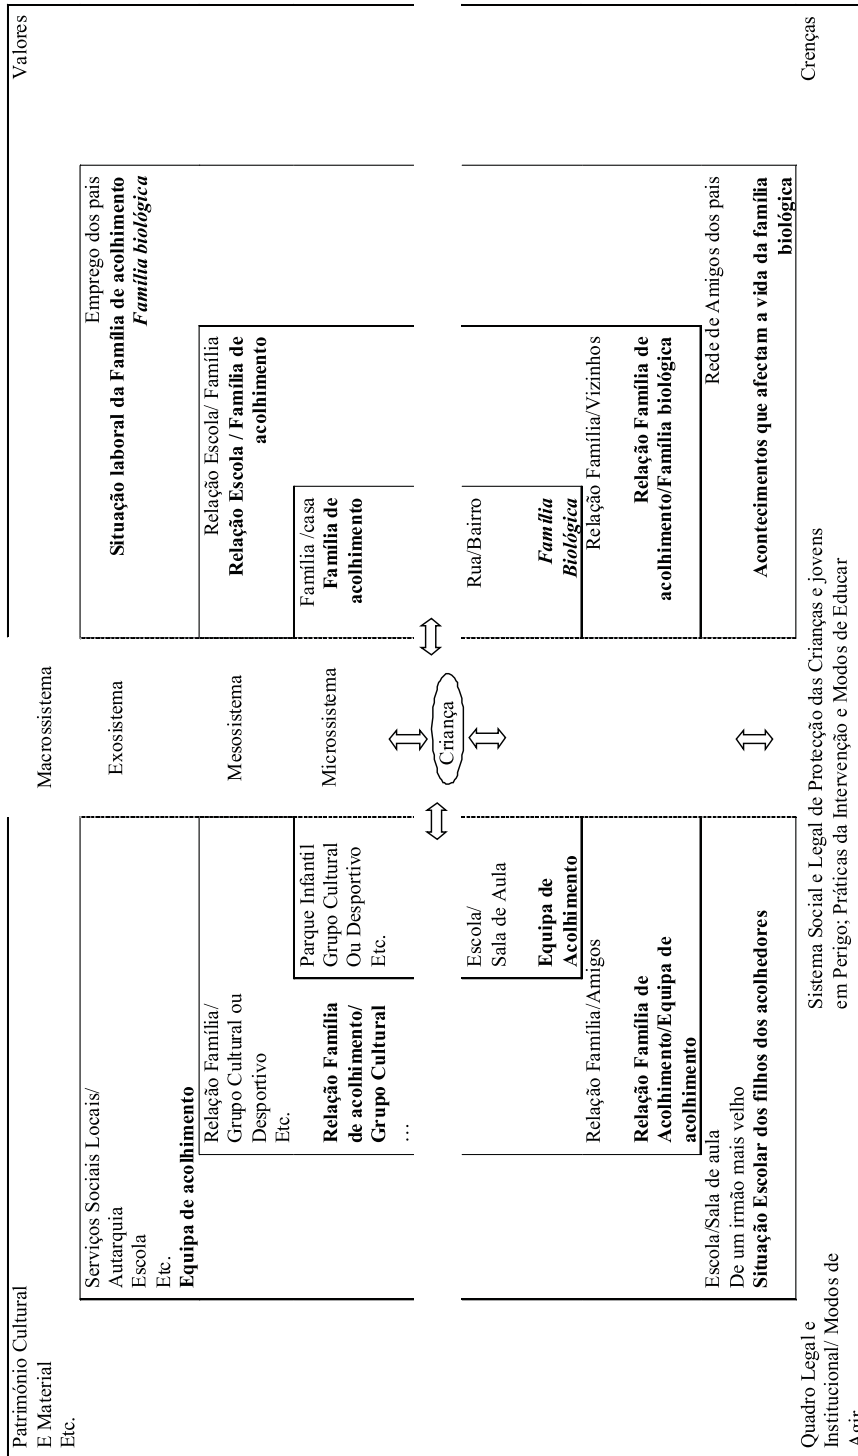 Património Cultural
E Material
Etc.
Macrossistema
Valores
Serviços Sociais Locais/
Autarquia
Escola
Etc.
Equipa de acolhimento
Exosistema
Emprego dos pais
Situação laboral da Família de acolhimento
Família biológica
Relação Família/
Grupo Cultural ou
Desportivo
Etc.
Relação Família
de acolhimento/
Grupo Cultural
…
Mesosistema
Relação Escola/ Família
Relação Escola / Família de
acolhimento
Parque Infantil
Grupo Cultural
Ou Desportivo
Etc.
Microssistema
Família /casa
Família de
acolhimento
Criança
Escola/
Sala de Aula
Equipa de
Acolhimento
Rua/Bairro
Família
Biológica
Relação Família/Amigos
Relação Família de
Acolhimento/Equipa de
acolhimento
Relação Família/Vizinhos
Relação Família de
acolhimento/Família biológica
Escola/Sala de aula
De um irmão mais velho
Situação Escolar dos filhos dos acolhedores
Rede de Amigos dos pais
Acontecimentos que afectam a vida da família
biológica
Quadro Legal e
Institucional/ Modos de
Agir
Sistema Social e Legal de Protecção das Crianças e jovens
em Perigo; Práticas da Intervenção e Modos de Educar
Crenças